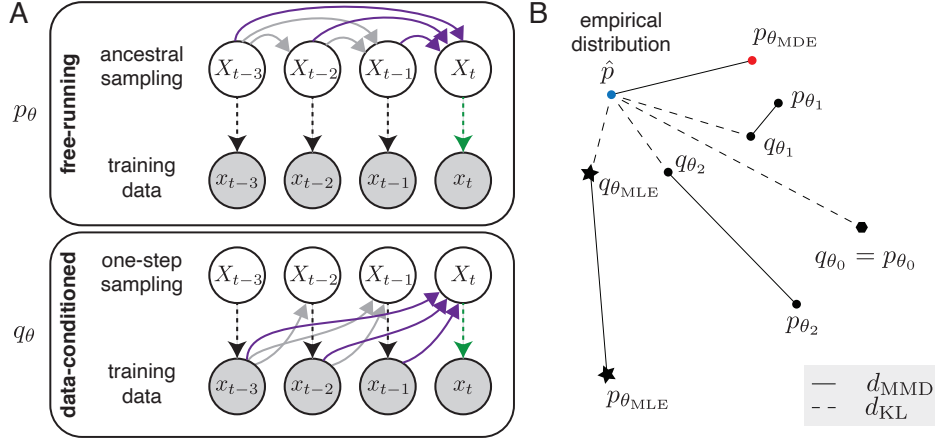 A
free-running
p_θ
ancestral
sampling
X_{t−3} X_{t−2} X_{t−1} X_t
training
data
x_{t−3} x_{t−2} x_{t−1} x_t
data-conditioned
q_θ
one-step
sampling
X_{t−3} X_{t−2} X_{t−1} X_t
training
data
x_{t−3} x_{t−2} x_{t−1} x_t
B
empirical
distribution
p̂
p_{θ_MDE}
p_{θ_1}
q_{θ_1}
q_{θ_2}
q_{θ_MLE}
q_{θ_0} = p_{θ_0}
p_{θ_2}
p_{θ_MLE}
d_MMD
d_KL